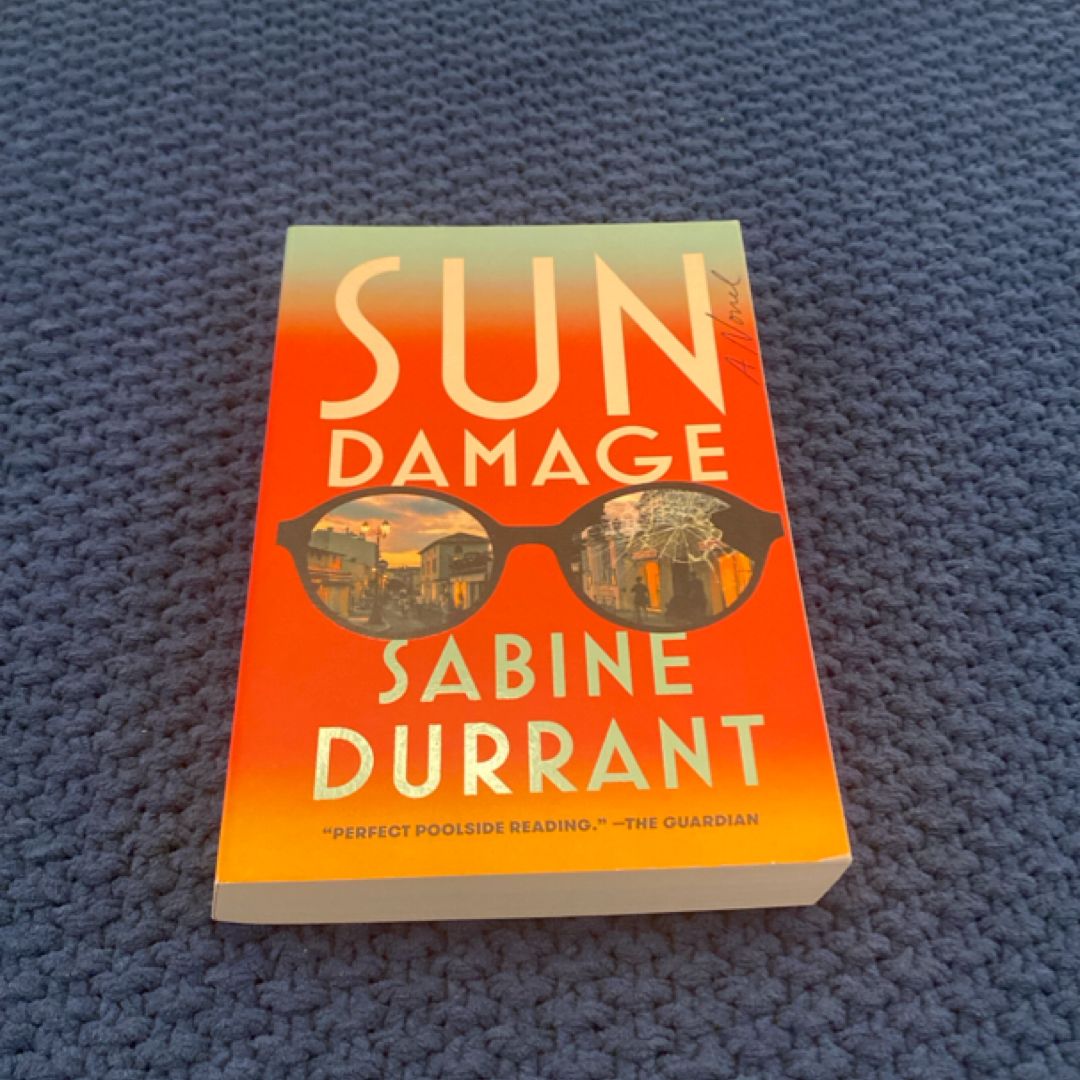 SUN
A Novel
DAMAGE
SABINE
DURRANT
“PERFECT POOLSIDE READING.” —THE GUARDIAN